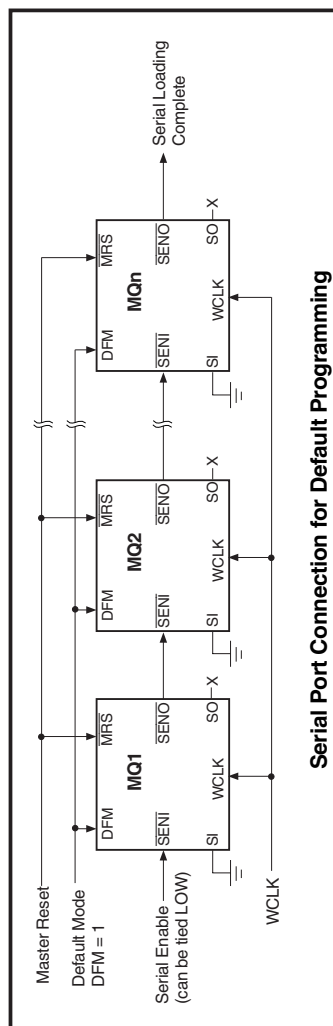 Master Reset
Default Mode
DFM = 1
DFM
MRS
DFM
MRS
DFM
MRS
MQ1
MQ2
MQn
Serial Enable
(can be tied LOW)
SENI
SENO
SENI
SENO
SENI
SENO
Serial Loading
Complete
SI
WCLK
SO
X
SI
WCLK
SO
X
SI
WCLK
SO
X
WCLK
Serial Port Connection for Default Programming